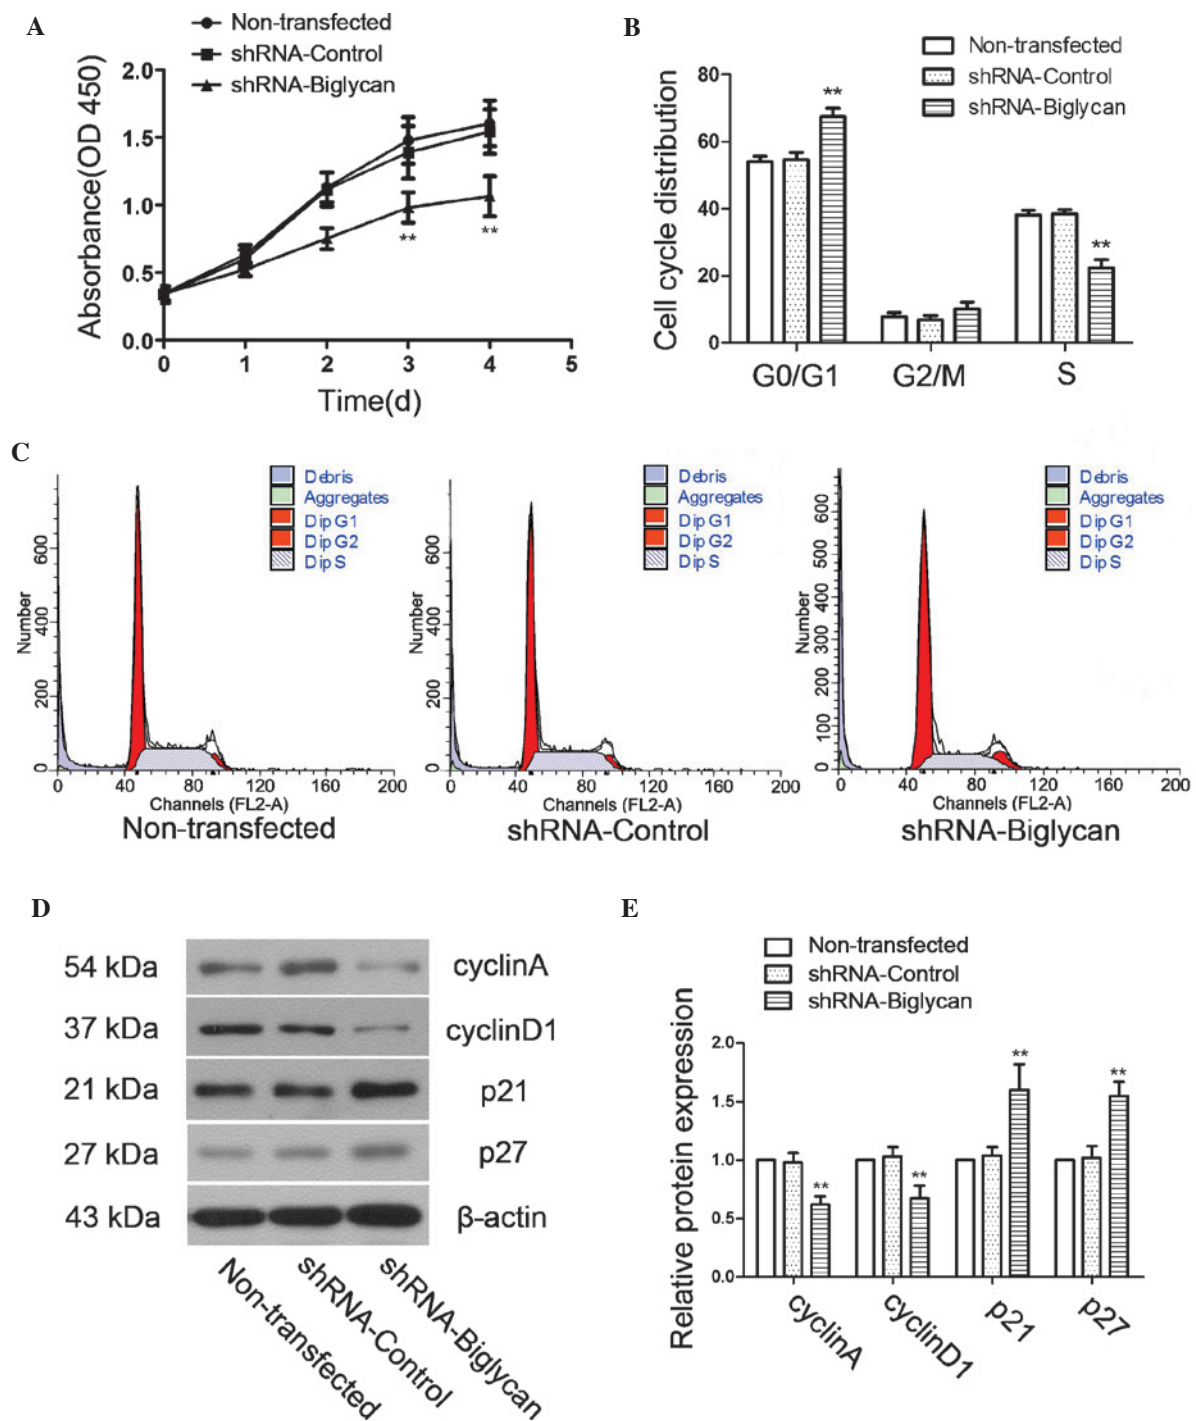 A
Non-transfected
shRNA-Control
shRNA-Biglycan
Absorbance(OD 450)
2.0
1.5
1.0
0.5
0.0
0 1 2 3 4 5
Time(d)
** **
B
Non-transfected
shRNA-Control
shRNA-Biglycan
Cell cycle distribution
80
60
40
20
0
** **
G0/G1 G2/M S
C
Debris
Aggregates
Dip G1
Dip G2
Dip S
Number
600
400
200
0
0 40 80 120 160 200
Channels (FL2-A)
Non-transfected
Debris
Aggregates
Dip G1
Dip G2
Dip S
Number
600
400
200
0
0 40 80 120 160 200
Channels (FL2-A)
shRNA-Control
Debris
Aggregates
Dip G1
Dip G2
Dip S
Number
600
500
400
300
200
100
0
0 40 80 120 160 200
Channels (FL2-A)
shRNA-Biglycan
D
54 kDa cyclinA
37 kDa cyclinD1
21 kDa p21
27 kDa p27
43 kDa β-actin
Non-transfected
shRNA-Control
shRNA-Biglycan
E
Non-transfected
shRNA-Control
shRNA-Biglycan
Relative protein expression
2.0
1.5
1.0
0.5
0.0
** ** ** **
cyclinA cyclinD1 p21 p27